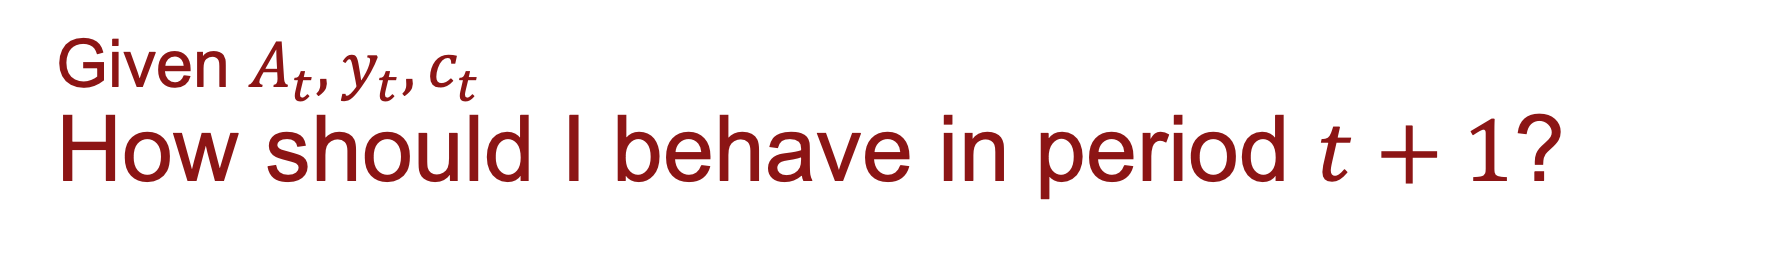 Given $A_t, y_t, c_t$
How should I behave in period $t + 1$?